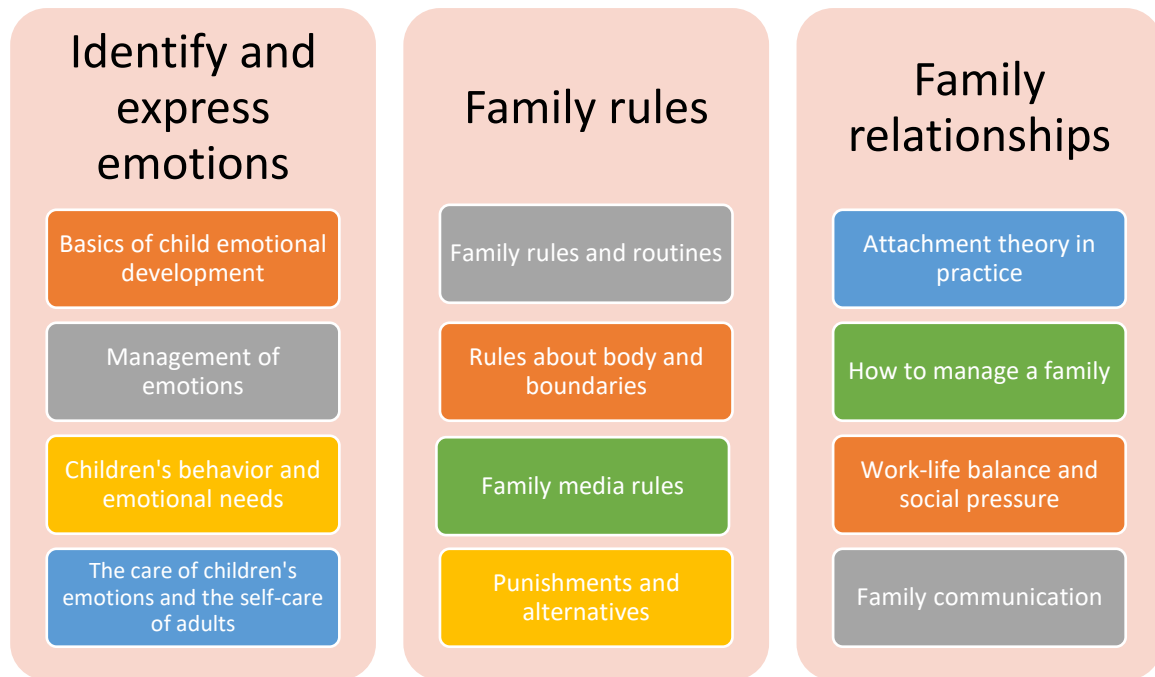 Identify and
express
emotions
Basics of child emotional
development
Management of
emotions
Children's behavior and
emotional needs
The care of children's
emotions and the self-care
of adults
Family rules
Family rules and routines
Rules about body and
boundaries
Family media rules
Punishments and
alternatives
Family
relationships
Attachment theory in
practice
How to manage a family
Work-life balance and
social pressure
Family communication